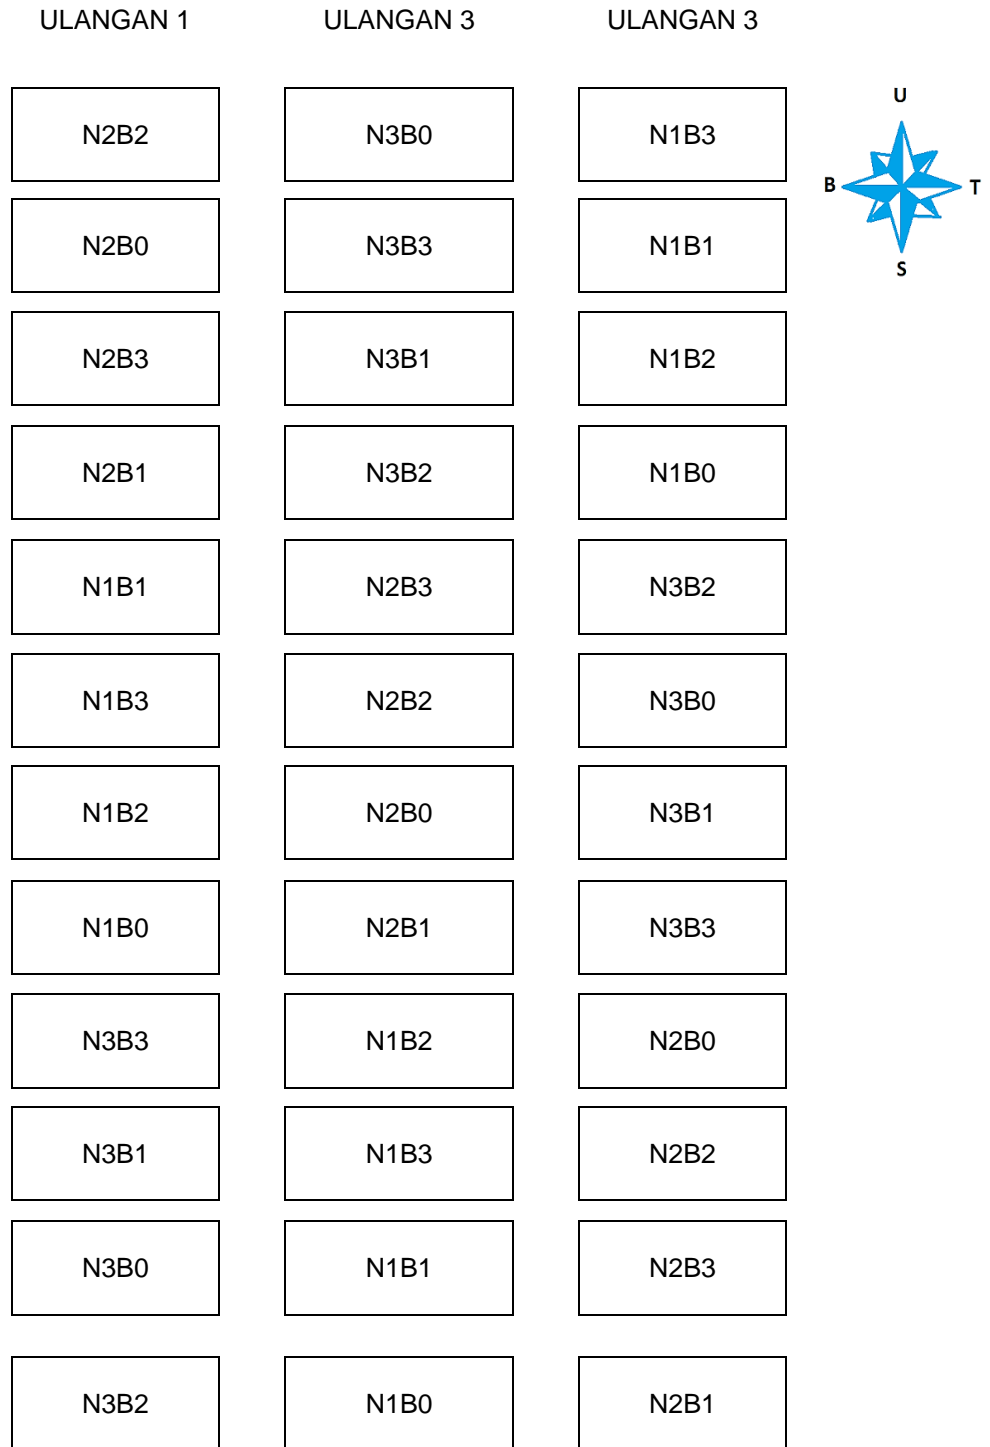 ULANGAN 1 ULANGAN 3 ULANGAN 3
U
N2B2 N3B0 N1B3
B T
N2B0 N3B3 N1B1
S
N2B3 N3B1 N1B2
N2B1 N3B2 N1B0
N1B1 N2B3 N3B2
N1B3 N2B2 N3B0
N1B2 N2B0 N3B1
N1B0 N2B1 N3B3
N3B3 N1B2 N2B0
N3B1 N1B3 N2B2
N3B0 N1B1 N2B3
N3B2 N1B0 N2B1